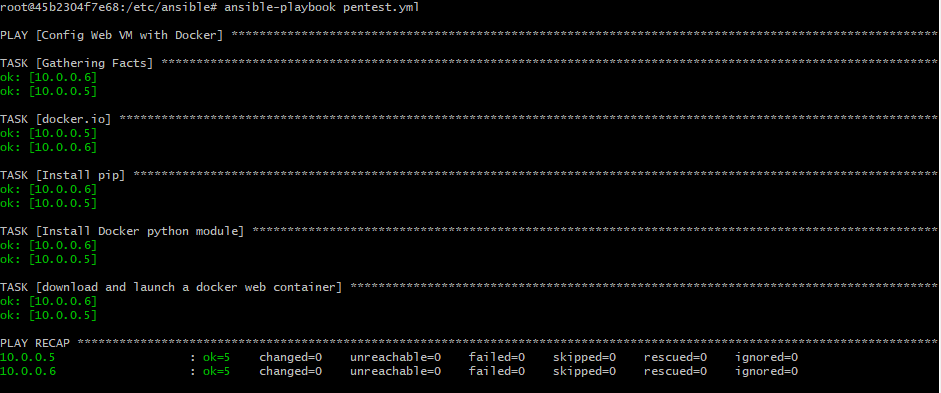 root@45b2304f7e68:/etc/ansible# ansible-playbook pentest.yml
PLAY [Config Web VM with Docker] *****************************************************************************************************
TASK [Gathering Facts] ***************************************************************************************************************
ok: [10.0.0.6]
ok: [10.0.0.5]
TASK [docker.io] *********************************************************************************************************************
ok: [10.0.0.5]
ok: [10.0.0.6]
TASK [Install pip] *******************************************************************************************************************
ok: [10.0.0.6]
ok: [10.0.0.5]
TASK [Install Docker python module] **************************************************************************************************
ok: [10.0.0.6]
ok: [10.0.0.5]
TASK [download and launch a docker web container] ************************************************************************************
ok: [10.0.0.6]
ok: [10.0.0.5]
PLAY RECAP ***************************************************************************************************************************
10.0.0.5                   : ok=5    changed=0    unreachable=0    failed=0    skipped=0    rescued=0    ignored=0
10.0.0.6                   : ok=5    changed=0    unreachable=0    failed=0    skipped=0    rescued=0    ignored=0